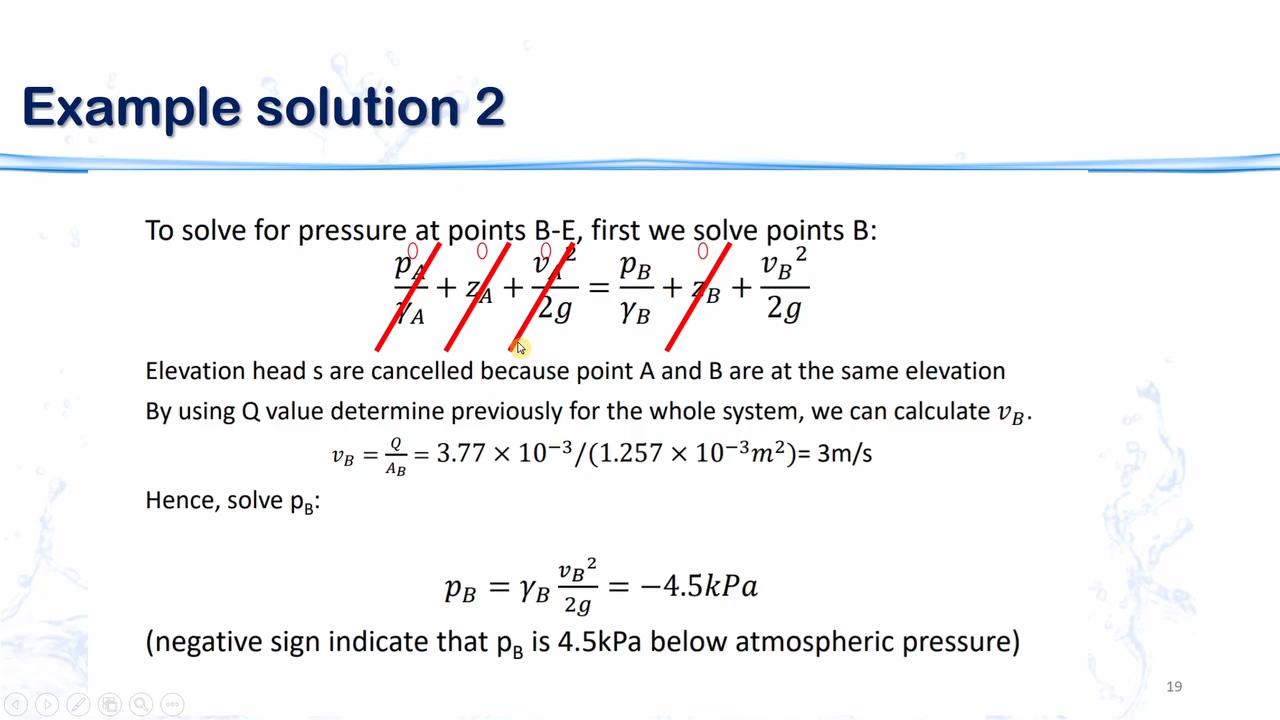 Example solution 2
To solve for pressure at points B-E, first we solve points B:
0 0 0 0
p_A/γ_A + z_A + v_A²/2g = p_B/γ_B + z_B + v_B²/2g
Elevation head s are cancelled because point A and B are at the same elevation
By using Q value determine previously for the whole system, we can calculate v_B.
v_B = Q/A_B = 3.77 × 10⁻³/(1.257 × 10⁻³m²)= 3m/s
Hence, solve p_B:
p_B = γ_B v_B²/2g = −4.5kPa
(negative sign indicate that p_B is 4.5kPa below atmospheric pressure)
19